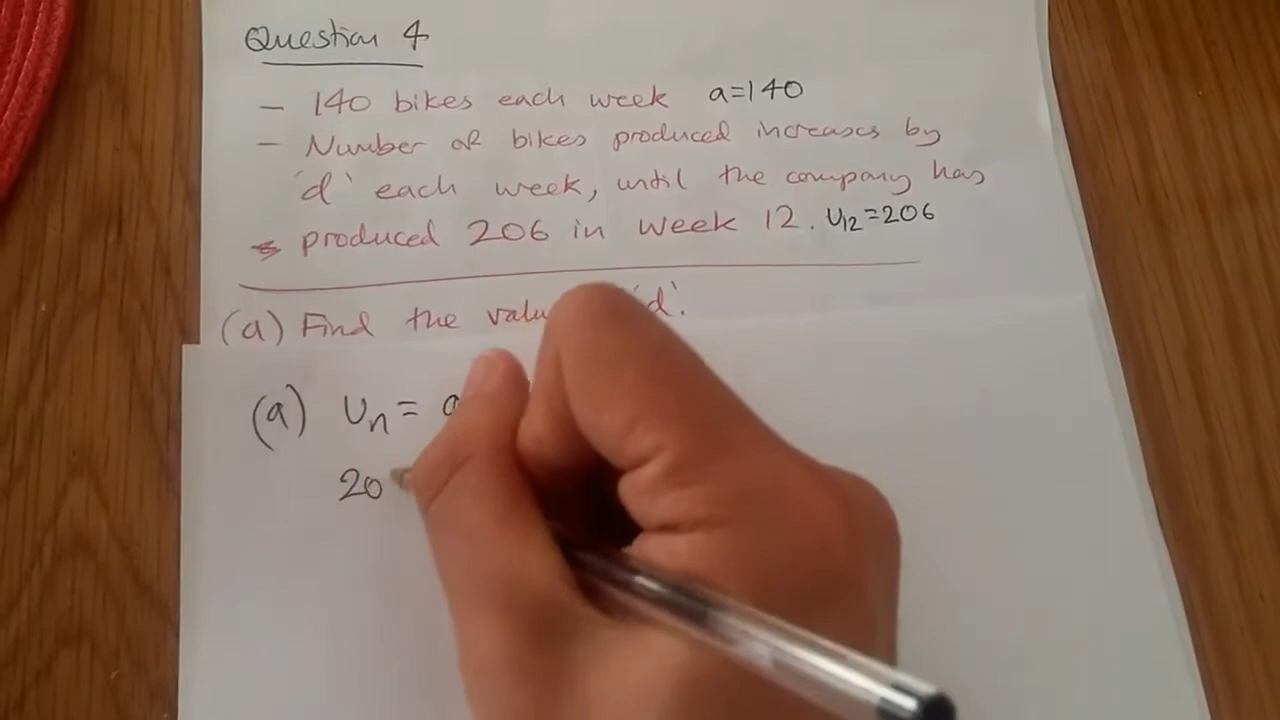 Question 4
- 140 bikes each week a=140
- Number of bikes produced increases by
'd' each week, until the company has
produced 206 in week 12. U12=206
(a) Find the 'd'.
(a) Un =
20